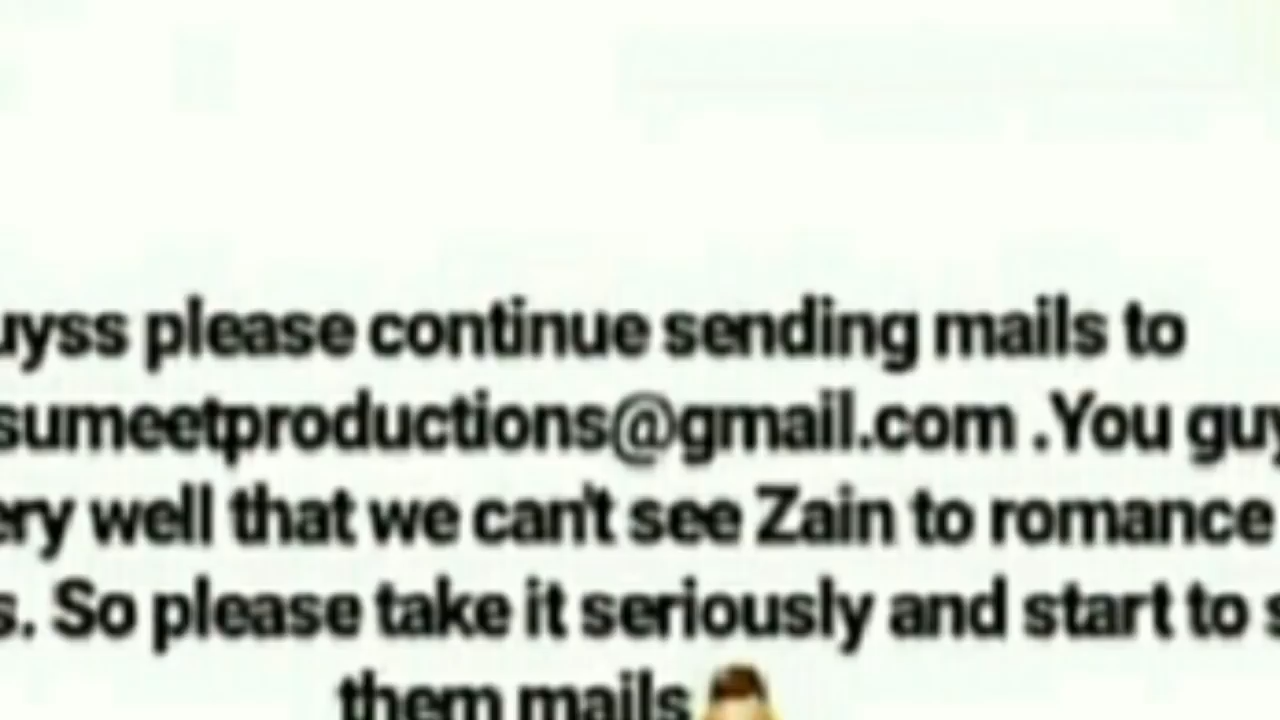 uyss please continue sending mails to
sumeetproductions@gmail.com .You guy
ery well that we can't see Zain to romance
s. So please take it seriously and start to s
them mails